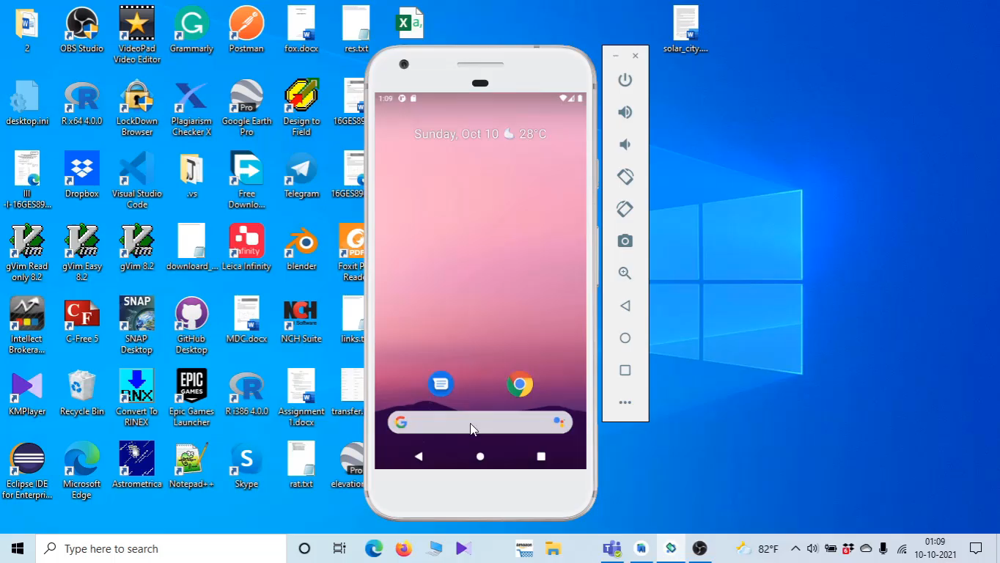 2
OBS Studio
VideoPad
Video Editor
Grammarly
Postman
fox.docx
res.txt
solar_city....
desktop.ini
R x64 4.0.0
LockDown
Browser
Plagiarism
Checker X
Google Earth
Pro
Design to
Field
16GES89
III
-I-16GES89...
Dropbox
Visual Studio
Code
.vs
Free
Downlo...
Telegram
16GES89
gVim Read
only 8.2
gVim Easy
8.2
gVim 8.2
downloard_...
Leica Infinity
blender
Foxit P
Read
Intellect
Brokera...
C-Free 5
SNAP
Desktop
GitHub
Desktop
MDC.docx
NCH Suite
links.t
KMPlayer
Recycle Bin
Convert To
RINEX
Epic Games
Launcher
R i386 4.0.0
Assignment
1.docx
transfer.
Eclipse IDE
for Enterpri...
Microsoft
Edge
Astrometrica
Notepad++
Skype
rat.txt
elevation
1:09
Sunday, Oct 10 28°C
Type here to search
amazon
82°F
01:09
10-10-2021